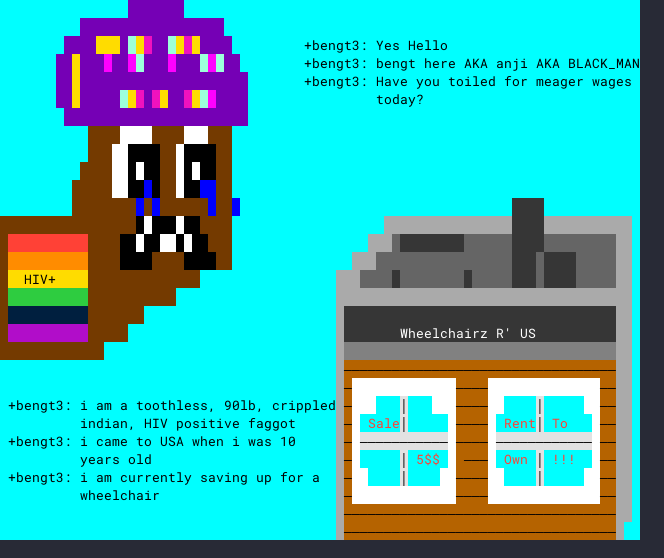 +bengt3: Yes Hello
+bengt3: bengt here AKA anji AKA BLACK_MAN
+bengt3: Have you toiled for meager wages
today?
HIV+
Wheelchairz R' US
Sale
5$$
Rent To
Own !!!
+bengt3: i am a toothless, 90lb, crippled
indian, HIV positive faggot
+bengt3: i came to USA when i was 10
years old
+bengt3: i am currently saving up for a
wheelchair